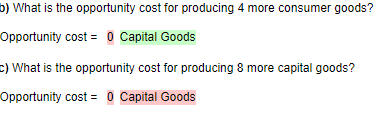 b) What is the opportunity cost for producing 4 more consumer goods?
Opportunity cost = 0 Capital Goods
c) What is the opportunity cost for producing 8 more capital goods?
Opportunity cost = 0 Capital Goods